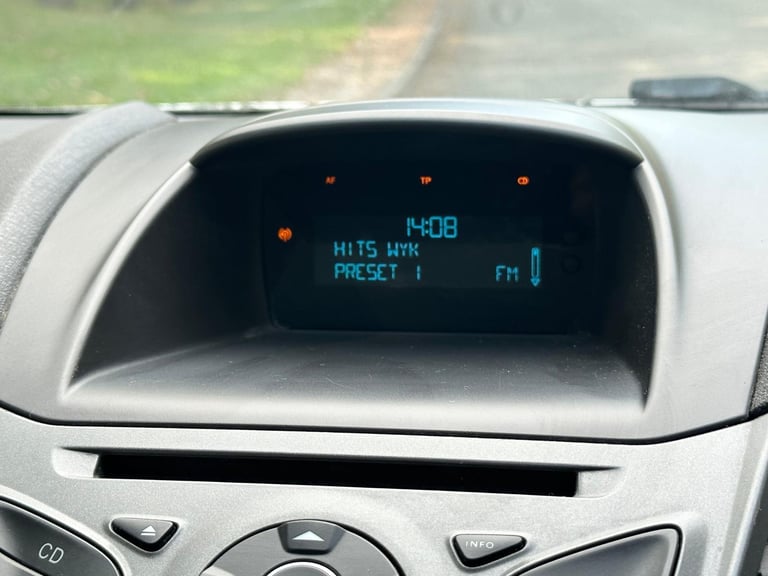 AF TP CD
14:08
HITS WYK
PRESET 1 FM
CD INFO